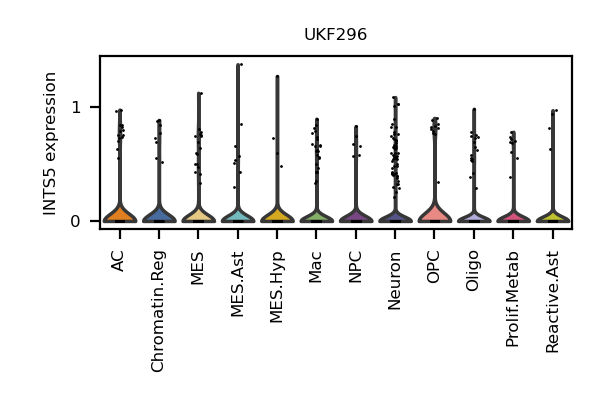 UKF296
INTS5 expression
1
0
AC
Chromatin.Reg
MES
MES.Ast
MES.Hyp
Mac
NPC
Neuron
OPC
Oligo
Prolif.Metab
Reactive.Ast